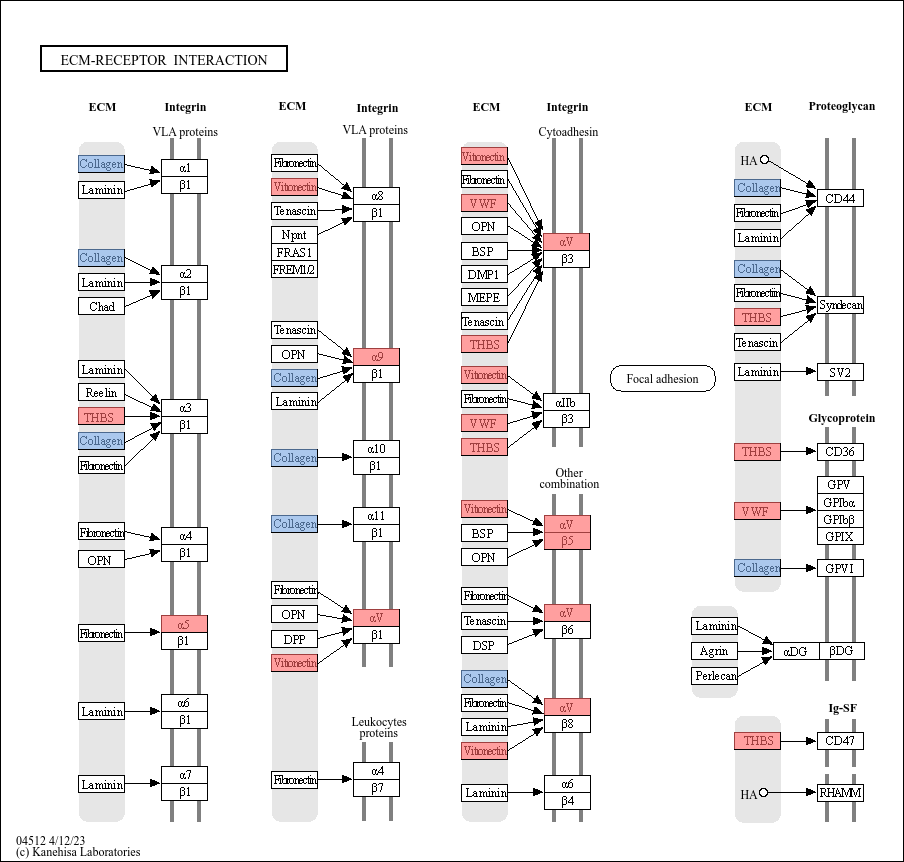 ECM-RECEPTOR INTERACTION
ECM
Integrin
VLA proteins
Collagen
Laminin
α1
β1
Collagen
Laminin
Chad
α2
β1
Laminin
Reelin
THBS
Collagen
Fibronectin
α3
β1
Fibronectin
OPN
α4
β1
Fibronectin
α5
β1
Laminin
α6
β1
Laminin
α7
β1
ECM
Integrin
VLA proteins
Fibronectin
Vitronectin
Tenascin
Npnt
FRAS1
FREM1/2
α8
β1
Tenascin
OPN
Collagen
Laminin
α9
β1
Collagen
α10
β1
Collagen
α11
β1
Fibronectin
OPN
DPP
Vitronectin
αV
β1
Leukocytes
proteins
Fibronectin
α4
β7
ECM
Integrin
Cytoadhesin
Vitronectin
Fibronectin
VWF
OPN
BSP
DMP1
MEPE
Tenascin
THBS
αV
β3
Vitronectin
Fibronectin
VWF
THBS
αIIb
β3
Other
combination
Vitronectin
BSP
OPN
αV
β5
Fibronectin
Tenascin
DSP
αV
β6
Collagen
Fibronectin
Laminin
Vitronectin
αV
β8
Laminin
α6
β4
Focal adhesion
ECM
Proteoglycan
HA
Collagen
Fibronectin
Laminin
CD44
Collagen
Fibronectin
THBS
Tenascin
Syndecan
Laminin
SV2
Glycoprotein
THBS
CD36
VWF
GPV
GPIbα
GPIbβ
GPIX
Collagen
GPVI
Laminin
Agrin
Perlecan
αDG
βDG
Ig-SF
THBS
CD47
HA
RHAMM
04512 4/12/23
(c) Kanehisa Laboratories